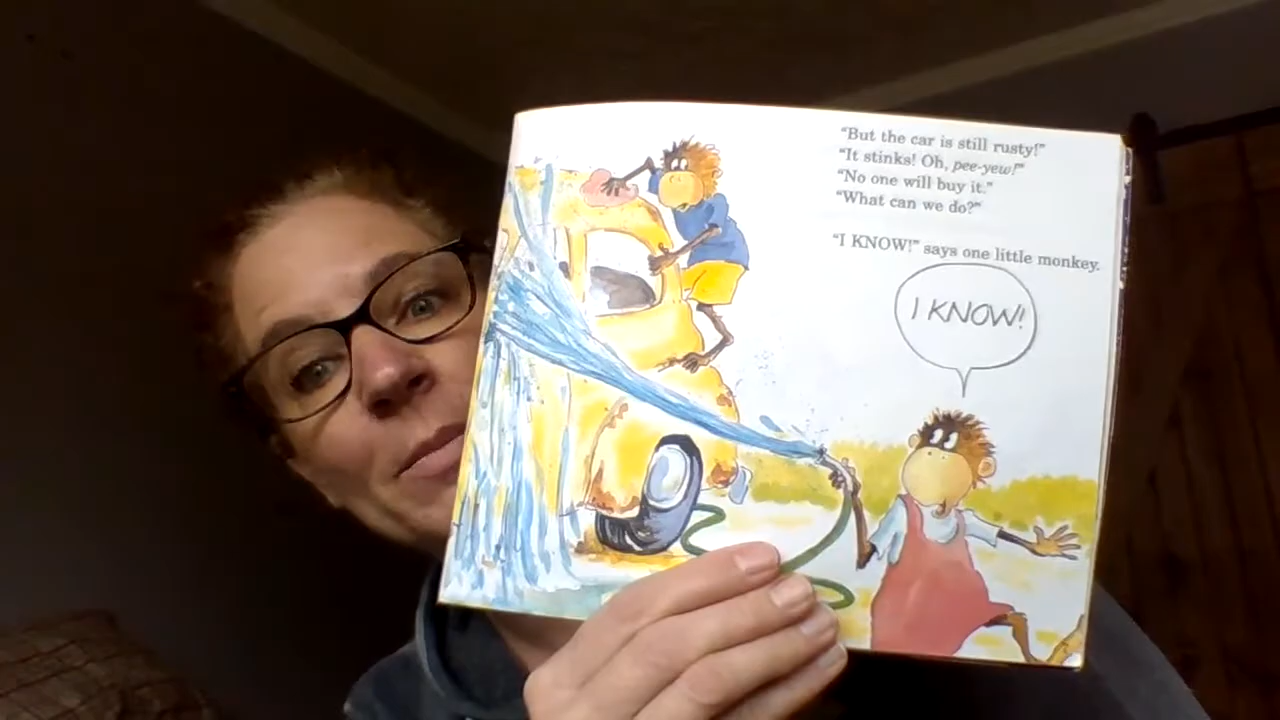 "But the car is still rusty!"
"It stinks! Oh, pee-yew!"
"No one will buy it."
"What can we do?"
"I KNOW!" says one little monkey.
I KNOW!